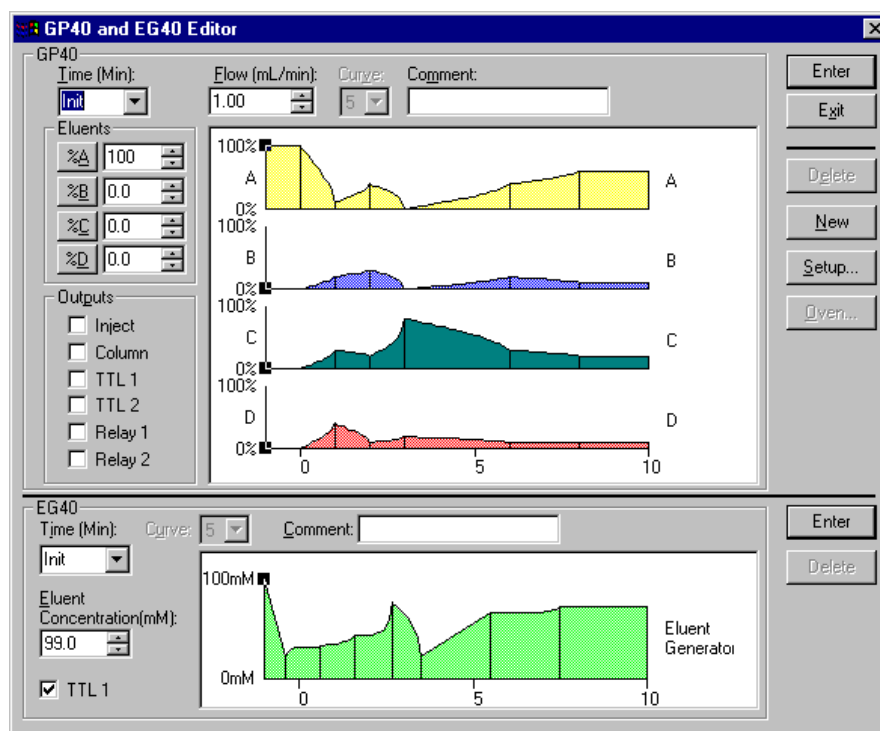 GP40 and EG40 Editor
GP40
Time (Min):
Flow (mL/min):
Curve:
Comment:
Init
1.00
5
Enter
Exit
Eluents
%A 100
%B 0.0
%C 0.0
%D 0.0
Delete
New
Setup...
Oven...
Outputs
Inject
Column
TTL 1
TTL 2
Relay 1
Relay 2
100%
A
0%
A
100%
B
0%
B
100%
C
0%
C
100%
D
0%
D
0 5 10
EG40
Time (Min):
Curve:
5
Comment:
Enter
Delete
Init
Eluent
Concentration(mM):
99.0
TTL 1
100mM
0mM
0 5 10
Eluent
Generator